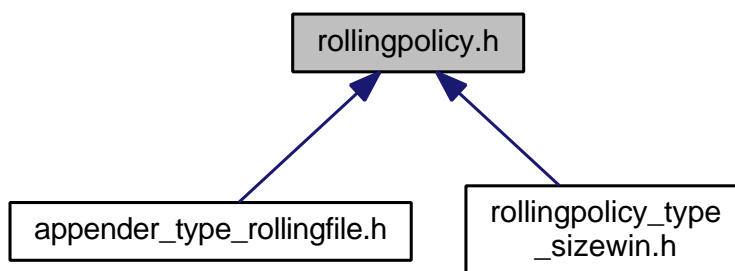 rollingpolicy.h
appender_type_rollingfile.h
rollingpolicy_type
_sizewin.h